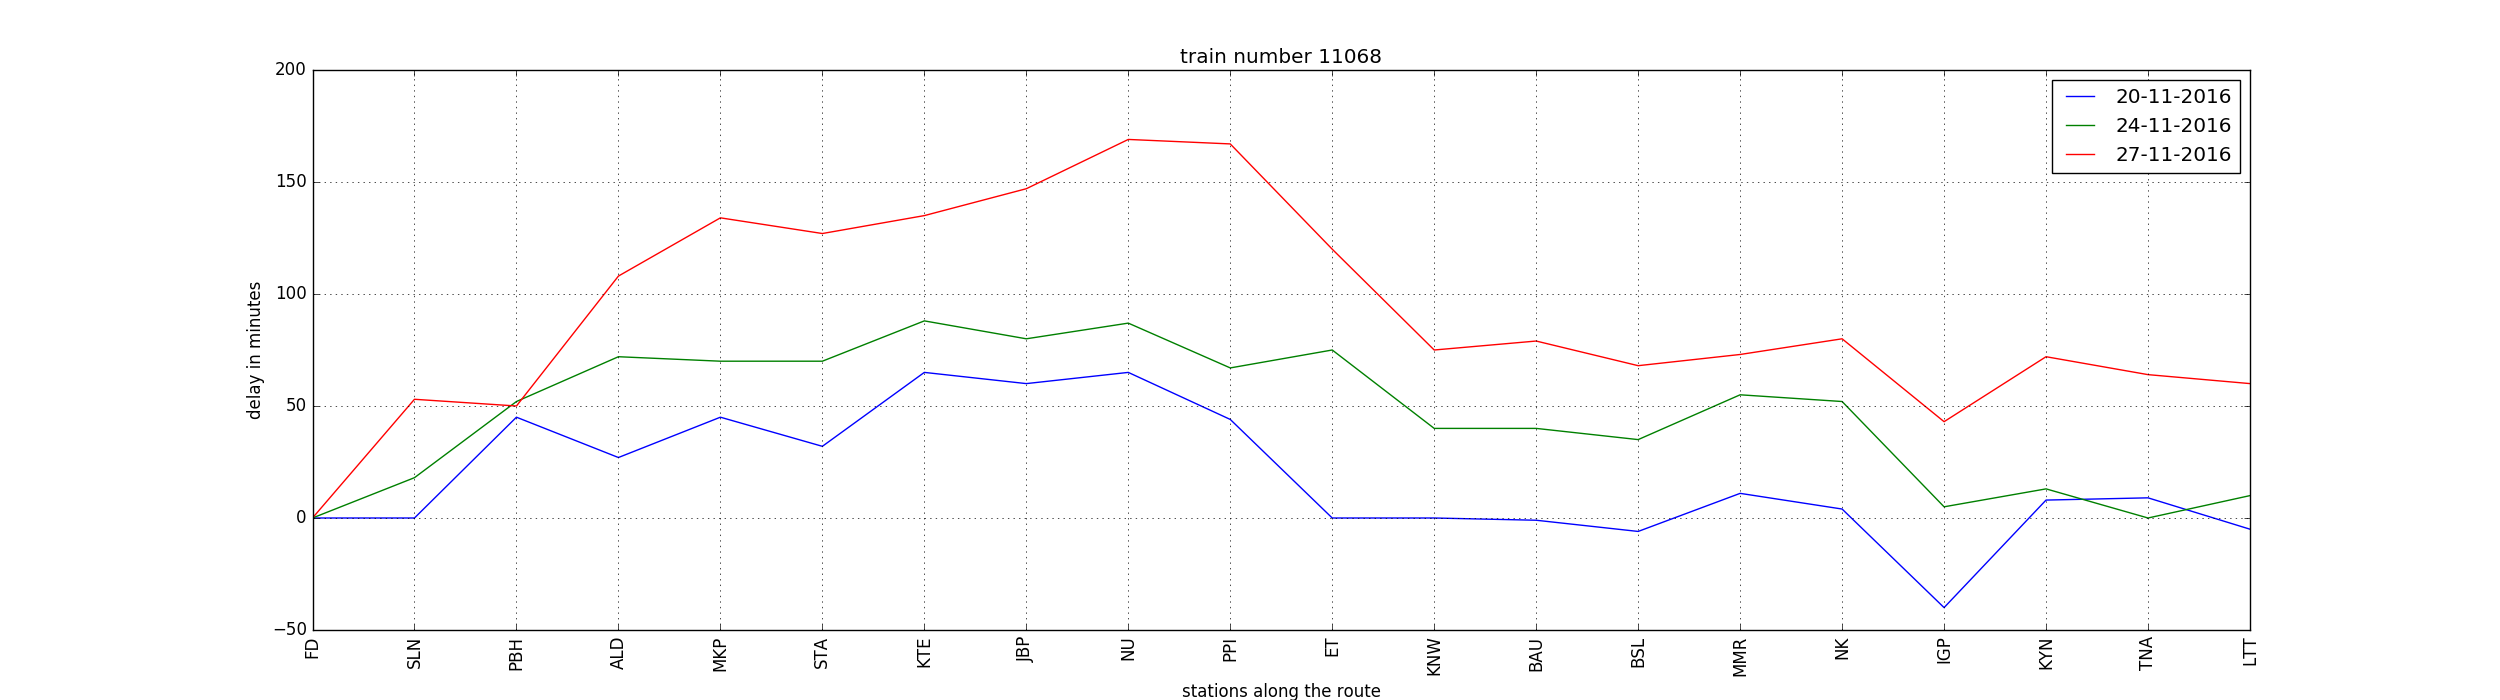 train number 11068
200
150
100
50
0
−50
delay in minutes
20-11-2016
24-11-2016
27-11-2016
FD SLN PBH ALD MKP STA KTE JBP NU PPI ET KNW BAU BSL MMR NK IGP KYN TNA LTT
stations along the route